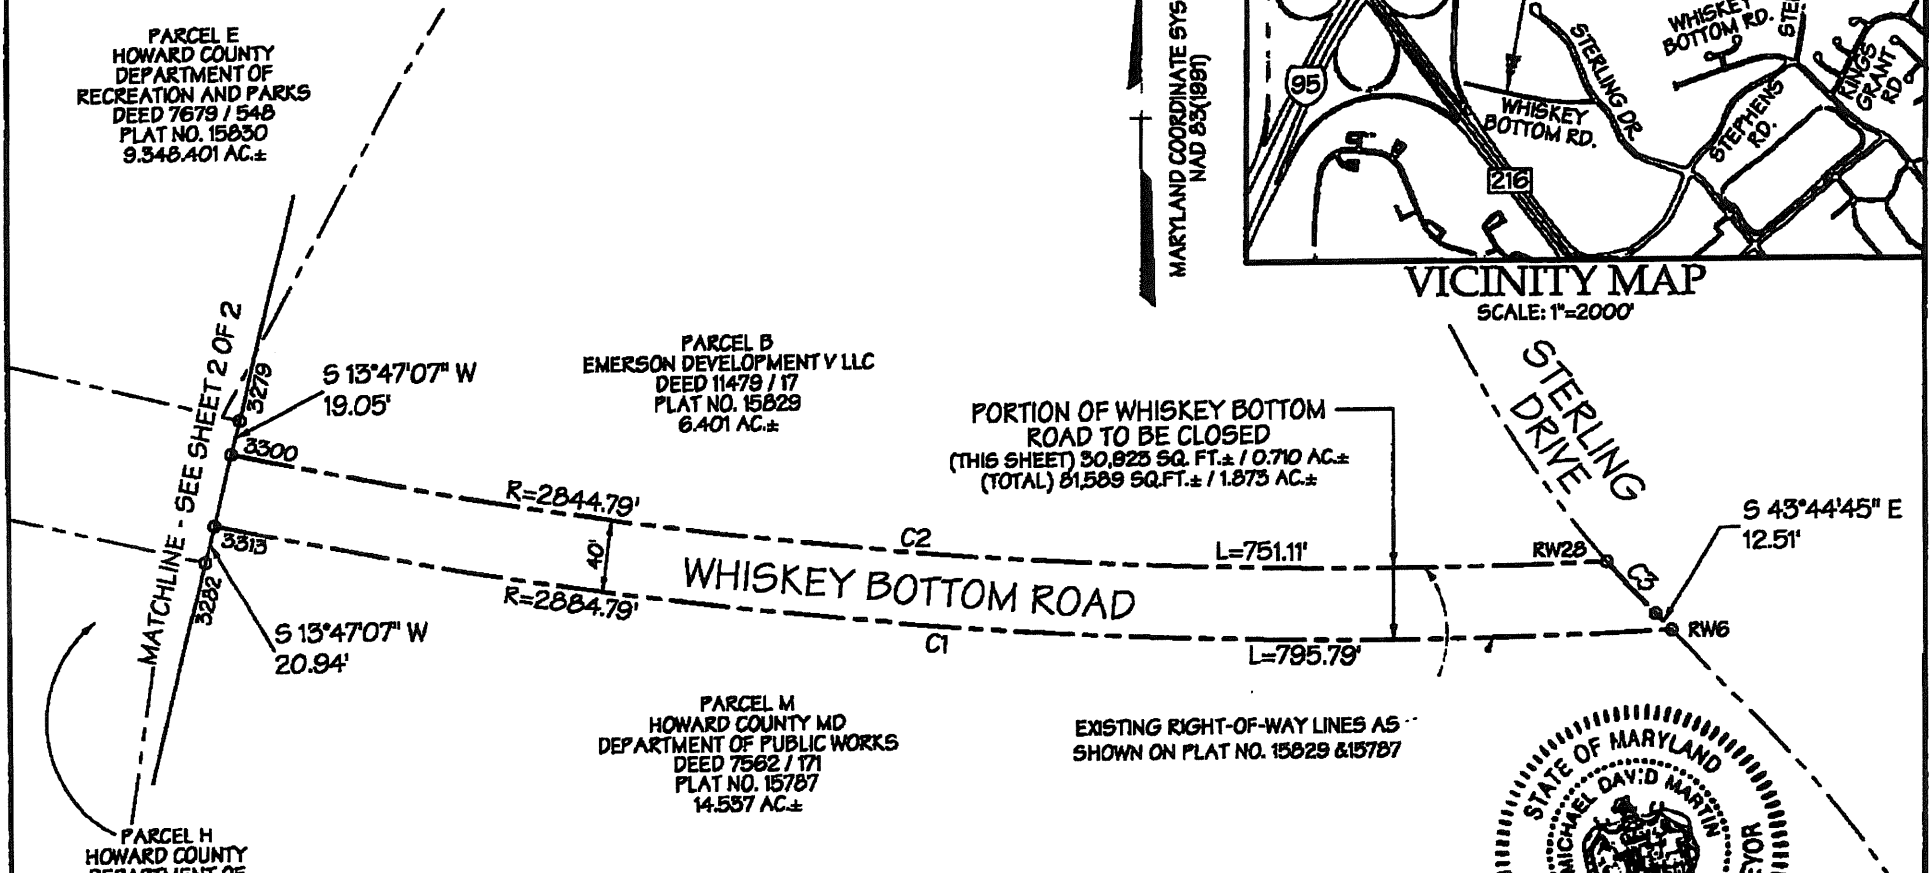 PARCEL E
HOWARD COUNTY
DEPARTMENT OF
RECREATION AND PARKS
DEED 7679 / 548
PLAT NO. 15830
9.348.401 AC.±
MARYLAND COORDINATE SYS
NAD 83(1991)
95
216
WHISKEY
BOTTOM RD.
STERLING DR.
WHISKEY
BOTTOM RD.
STE
STEPHENS
RD.
KINGS
GRANT
RD
VICINITY MAP
SCALE: 1"=2000'
MATCHLINE - SEE SHEET 2 OF 2
3279
S 13°47'07" W
19.05'
3300
3313
3282
S 13°47'07" W
20.94'
PARCEL B
EMERSON DEVELOPMENT V LLC
DEED 11479 / 17
PLAT NO. 15829
6.401 AC.±
PORTION OF WHISKEY BOTTOM
ROAD TO BE CLOSED
(THIS SHEET) 30,923 SQ. FT.± / 0.710 AC.±
(TOTAL) 81,589 SQ.FT.± / 1.873 AC.±
STERLING
DRIVE
S 43°44'45" E
12.51'
R=2844.79'
C2
L=751.11'
RW28
C3
40'
WHISKEY BOTTOM ROAD
R=2884.79'
C1
L=795.79'
RW6
PARCEL M
HOWARD COUNTY MD
DEPARTMENT OF PUBLIC WORKS
DEED 7562 / 171
PLAT NO. 15787
14.537 AC.±
EXISTING RIGHT-OF-WAY LINES AS
SHOWN ON PLAT NO. 15829 &15787
STATE OF MARYLAND
MICHAEL DAVID MARTIN
EYOR
PARCEL H
HOWARD COUNTY
DEPARTMENT OF